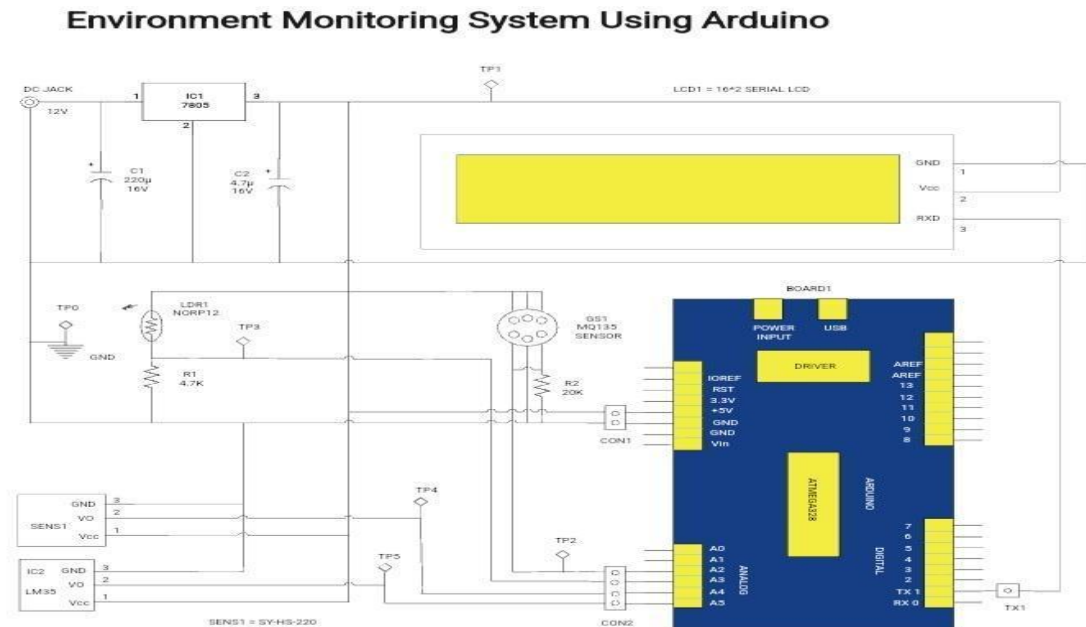 Environment Monitoring System Using Arduino
TP1
DC JACK
12V
1
IC1
7805
3
2
LCD1 = 16*2 SERIAL LCD
C1
220µ
16V
C2
4.7µ
16V
GND
1
Vcc
2
RXD
3
TP0
GND
LDR1
NORP12
TP3
R1
4.7K
GS1
MQ135
SENSOR
R2
20K
CON1
BOARD1
POWER
INPUT
USB
DRIVER
IOREF
RST
3.3V
+5V
GND
GND
Vin
AREF
AREF
13
12
11
10
9
8
ATMEGA328
ARDUINO
SENS1
GND 3
VO 2
Vcc 1
TP4
TP5
TP2
IC2
LM35
GND 3
VO 2
Vcc 1
A0
A1
A2
A3
A4
A5
ANALOG
DIGITAL
7
6
5
4
3
2
TX 1
RX 0
TX1
CON2
SENS1 = SY-HS-220